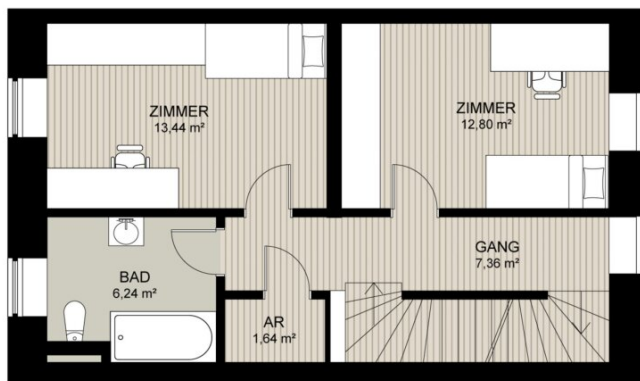 ZIMMER
13,44 m²
ZIMMER
12,80 m²
GANG
7,36 m²
BAD
6,24 m²
AR
1,64 m²